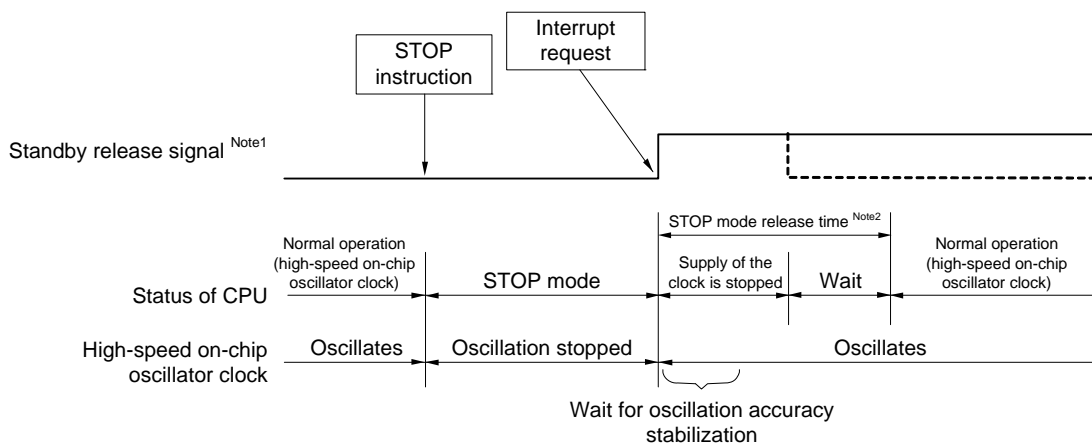 STOP
instruction
Interrupt
request
Standby release signal Note1
STOP mode release time Note2
Normal operation
(high-speed on-chip
oscillator clock)
Supply of the
clock is stopped
Normal operation
(high-speed on-chip
oscillator clock)
Status of CPU
STOP mode
Wait
High-speed on-chip
oscillator clock
Oscillates
Oscillation stopped
Oscillates
Wait for oscillation accuracy
stabilization